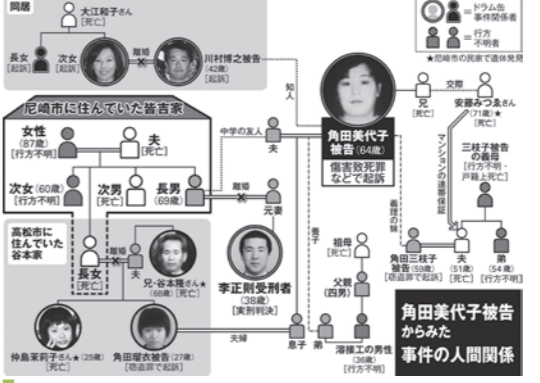 同居
大江和子さん
[死亡]
長女
[起訴]
次女
[起訴]
離婚
川村博之被告
(42歳)
[起訴]
ドラム缶
事件関係者
行方
不明者
★尼崎市の民家で遺体発見
知人
尼崎市に住んでいた皆吉家
女性
(87歳)
[行方不明]
夫
[死亡]
次女(60歳)
[行方不明]
次男
[死亡]
長男
(69歳)
中学の友人
夫
離婚
元妻
角田美代子
被告(64歳)
傷害致死罪
などで起訴
兄
[死亡]
交際
安藤みつゑさん
(71歳)★
[死亡]
マンションの連帯保証
三枝子被告
の義母
[行方不明・
戸籍上死亡]
義理の妹
角田三枝子
被告(59歳)
[窃盗罪で起訴]
夫
(51歳)
[死亡]
弟
(54歳)
[行方不明]
高松市に
住んでいた
谷本家
長女
[死亡]
離婚
夫
兄・谷本隆さん★
(68歳)[死亡]
李正則受刑者
(38歳)
[実刑判決]
養子
祖母
[死亡]
父親
(四男)
仲島茉莉子さん★(29歳)
[死亡]
角田瑠衣被告(27歳)
[窃盗罪で起訴]
夫婦
息子
弟
溶接工の男性
(36歳)
[行方不明]
角田美代子被告
からみた
事件の人間関係